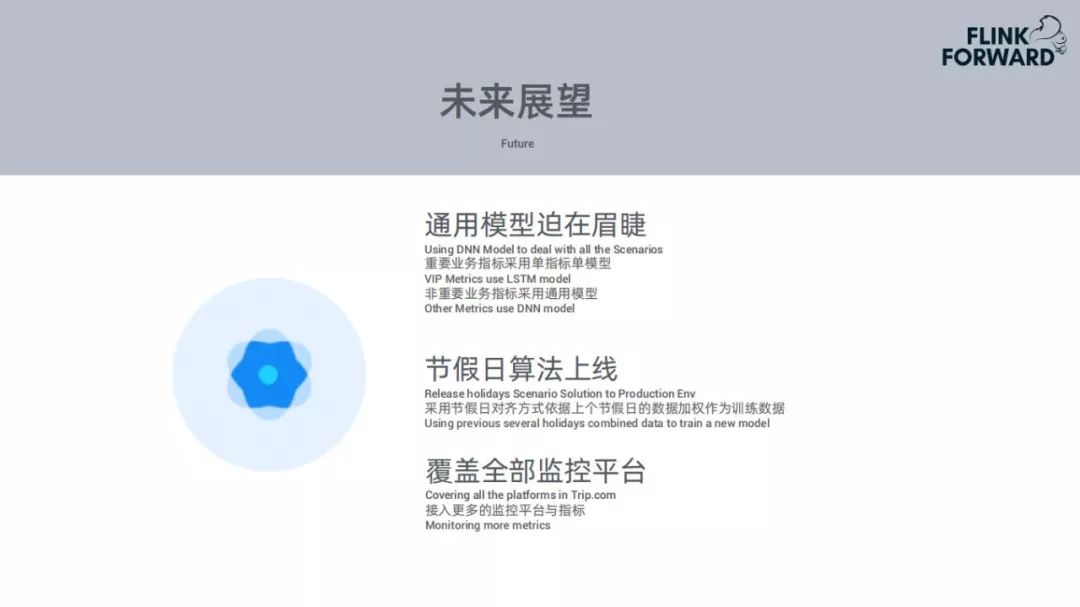 FLINK
FORWARD
未来展望
Future
通用模型迫在眉睫
Using DNN Model to deal with all the Scenarios
重要业务指标采用单指标单模型
VIP Metrics use LSTM model
非重要业务指标采用通用模型
Other Metrics use DNN model
节假日算法上线
Release holidays Scenario Solution to Production Env
采用节假日对齐方式依据上个节假日的数据加权作为训练数据
Using previous several holidays combined data to train a new model
覆盖全部监控平台
Covering all the platforms in Trip.com
接入更多的监控平台与指标
Monitoring more metrics